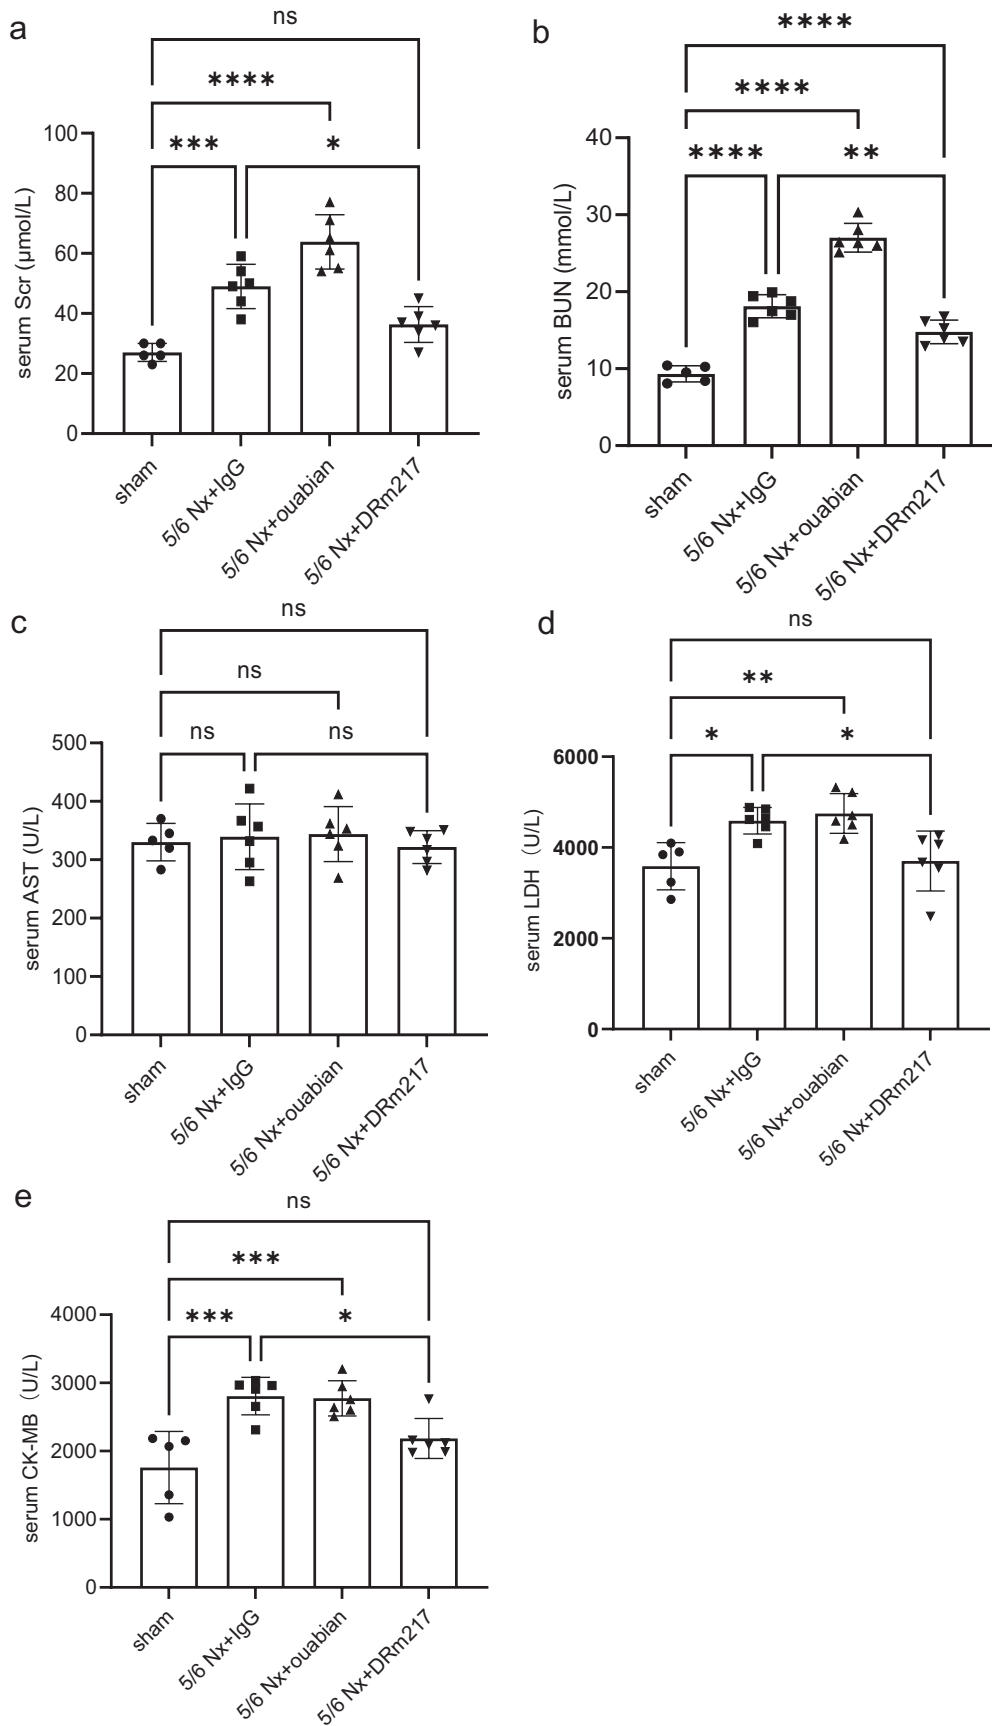 a
ns
****
*** *
100
80
60
40
20
0
serum Scr (μmol/L)
sham
5/6 Nx+IgG
5/6 Nx+ouabian
5/6 Nx+DRm217
b
****
****
**** **
40
30
20
10
0
serum BUN (mmol/L)
sham
5/6 Nx+IgG
5/6 Nx+ouabian
5/6 Nx+DRm217
c
ns
ns
ns ns
500
400
300
200
100
0
serum AST (U/L)
sham
5/6 Nx+IgG
5/6 Nx+ouabian
5/6 Nx+DRm217
d
ns
**
* *
6000
4000
2000
0
serum LDH（U/L）
sham
5/6 Nx+IgG
5/6 Nx+ouabian
5/6 Nx+DRm217
e
ns
***
*** *
4000
3000
2000
1000
0
serum CK-MB（U/L）
sham
5/6 Nx+IgG
5/6 Nx+ouabian
5/6 Nx+DRm217